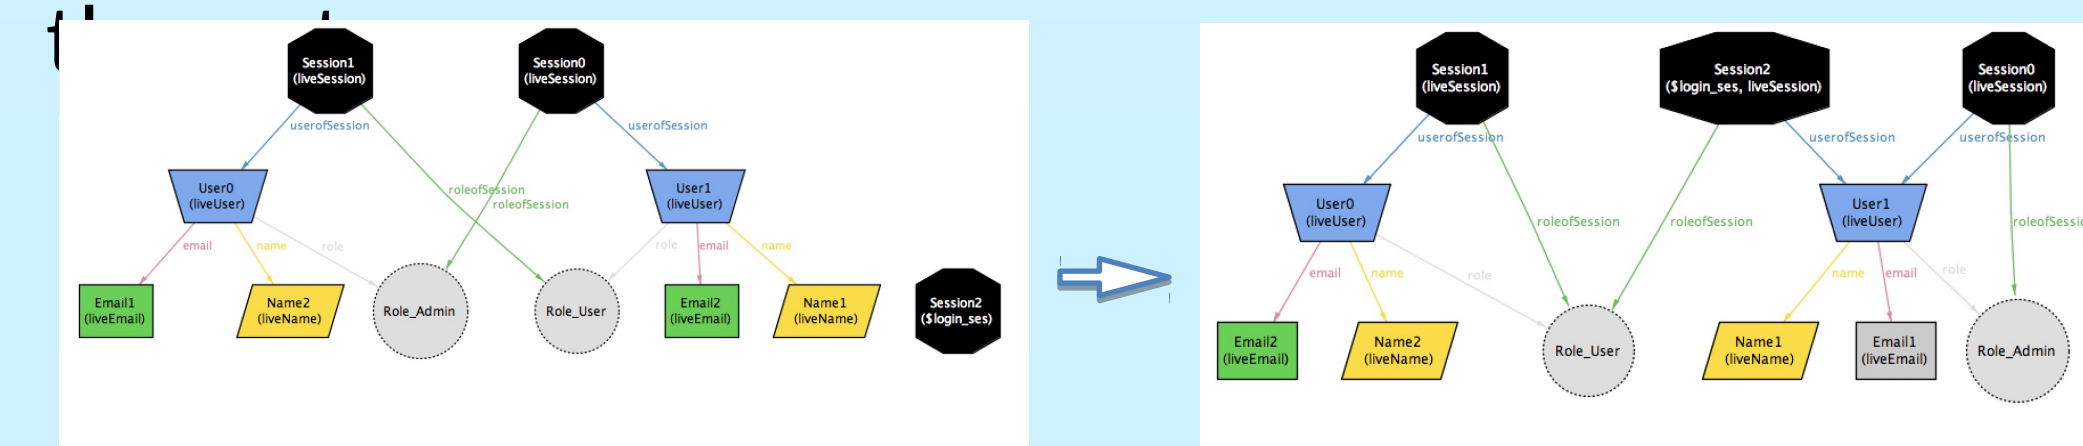 Session1
(liveSession)
Session0
(liveSession)
userofSession
userofSession
User0
(liveUser)
User1
(liveUser)
roleofSession
roleofSession
email
name
role
role
email
name
Email1
(liveEmail)
Name2
(liveName)
Role_Admin
Role_User
Email2
(liveEmail)
Name1
(liveName)
Session2
($login_ses)
Session1
(liveSession)
Session2
($login_ses, liveSession)
Session0
(liveSession)
userofSession
userofSession
userofSession
User0
(liveUser)
User1
(liveUser)
roleofSession
roleofSession
email
name
role
name
email
role
Email2
(liveEmail)
Name2
(liveName)
Role_User
Name1
(liveName)
Email1
(liveEmail)
Role_Admin